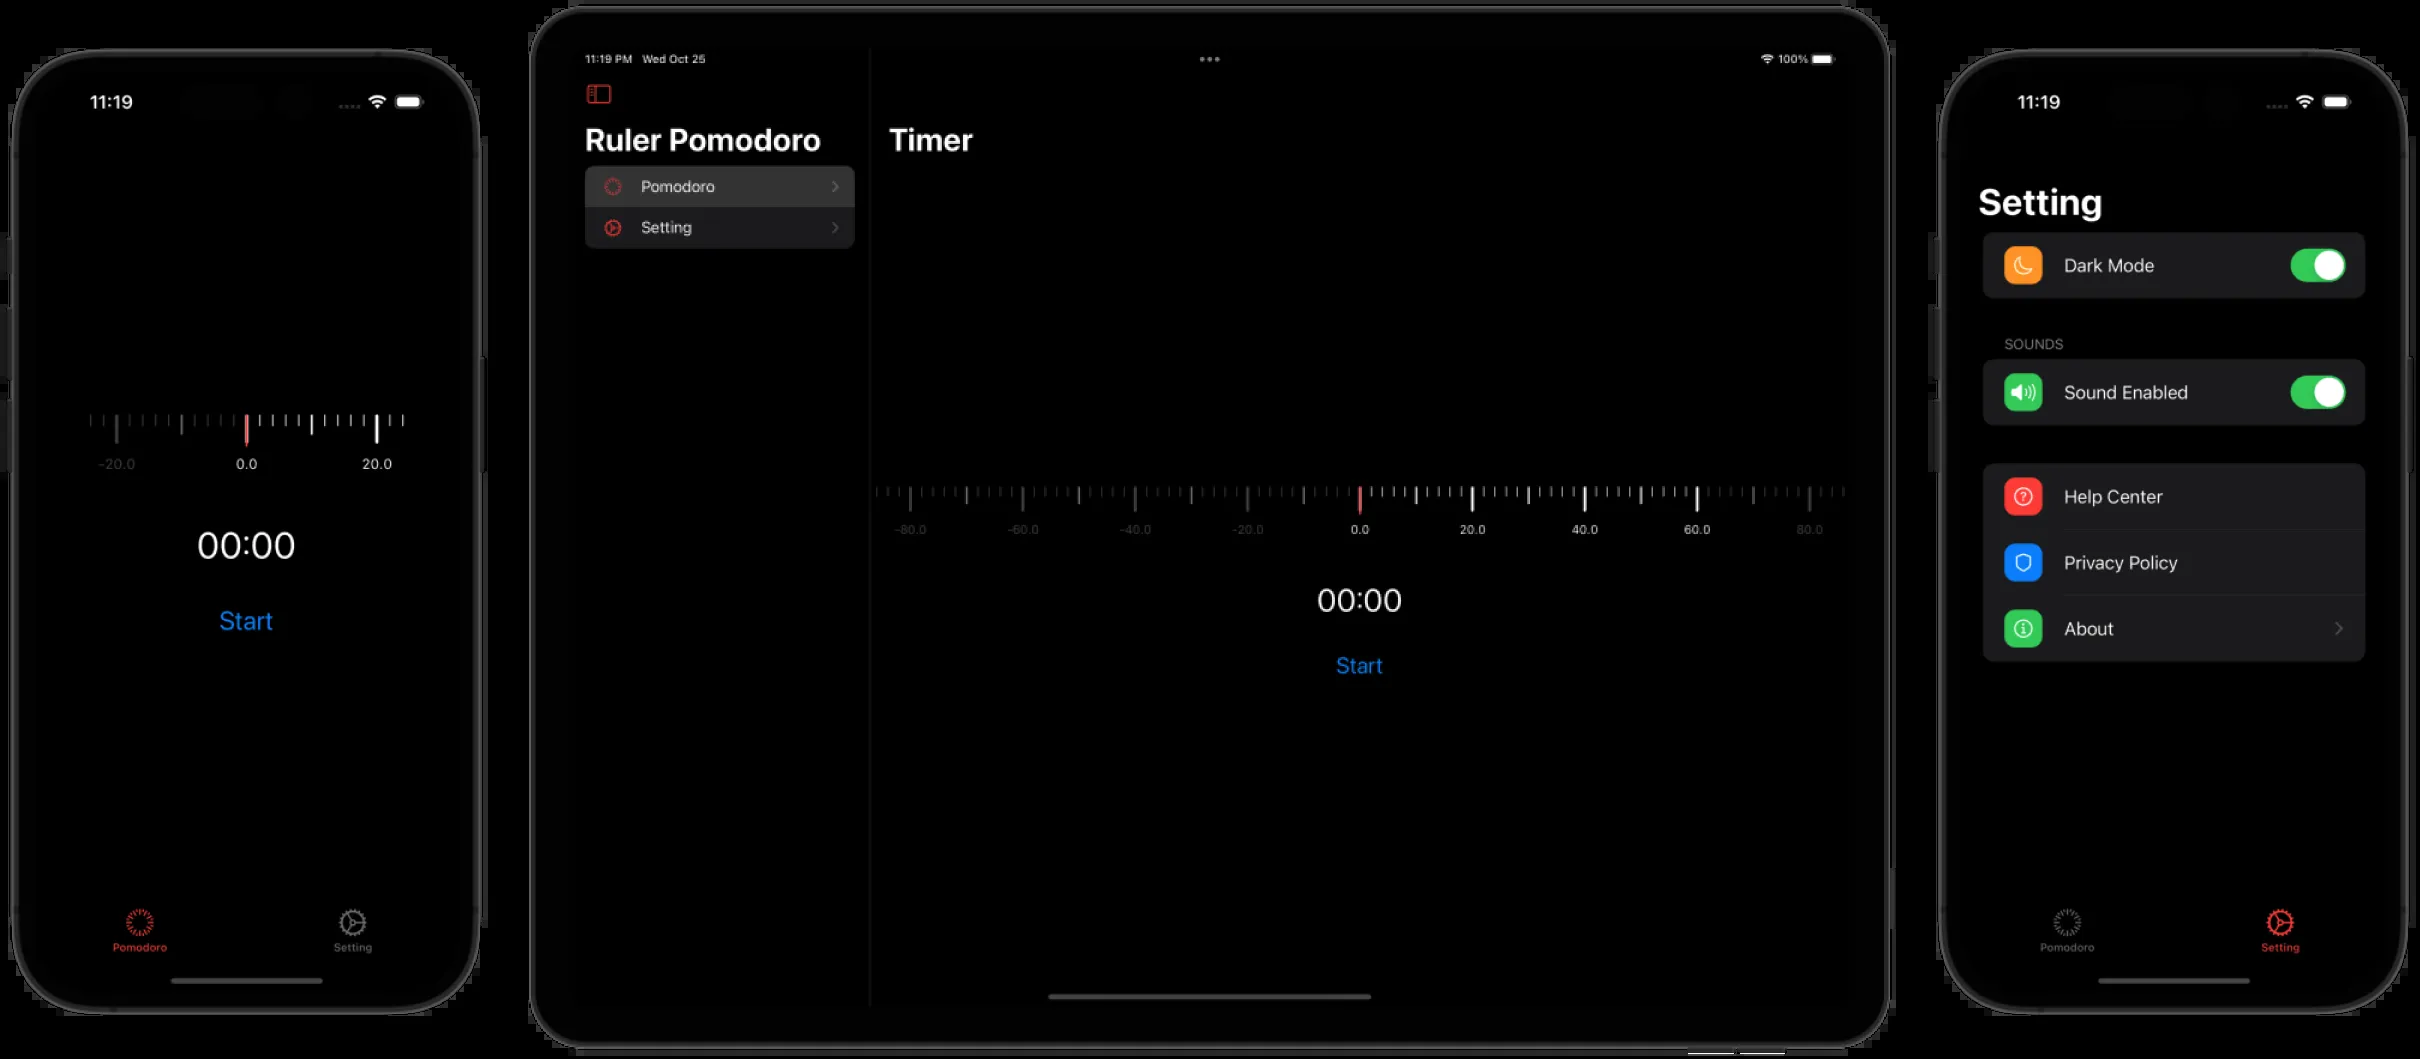 11:19
-20.0 0.0 20.0
00:00
Start
Pomodoro Setting
11:19 PM Wed Oct 25 100%
Ruler Pomodoro
Pomodoro
Setting
Timer
-80.0 -60.0 -40.0 -20.0 0.0 20.0 40.0 60.0 80.0
00:00
Start
11:19
Setting
Dark Mode
SOUNDS
Sound Enabled
Help Center
Privacy Policy
About
Pomodoro Setting